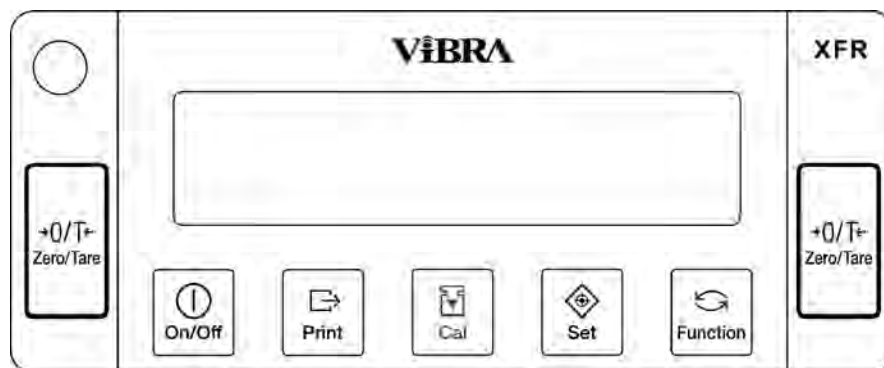 ViBRA
XFR
→0/T←
Zero/Tare
→0/T←
Zero/Tare
On/Off
Print
Cal
Set
Function